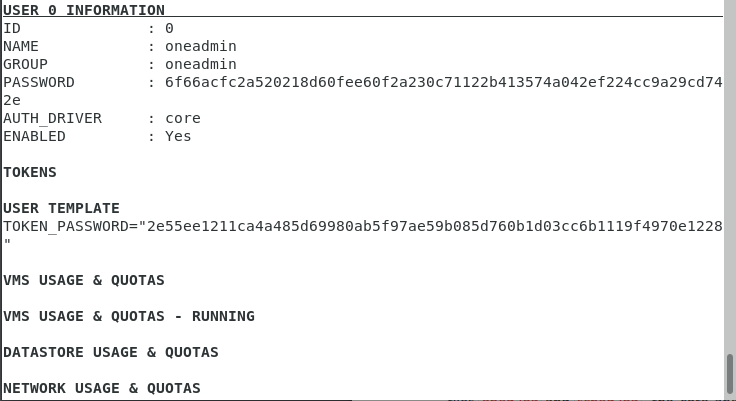 USER 0 INFORMATION
ID : 0
NAME : oneadmin
GROUP : oneadmin
PASSWORD : 6f66acfc2a520218d60fee60f2a230c71122b413574a042ef224cc9a29cd74
2e
AUTH_DRIVER : core
ENABLED : Yes
TOKENS
USER TEMPLATE
TOKEN_PASSWORD="2e55ee1211ca4a485d69980ab5f97ae59b085d760b1d03cc6b1119f4970e1228
"
VMS USAGE & QUOTAS
VMS USAGE & QUOTAS - RUNNING
DATASTORE USAGE & QUOTAS
NETWORK USAGE & QUOTAS